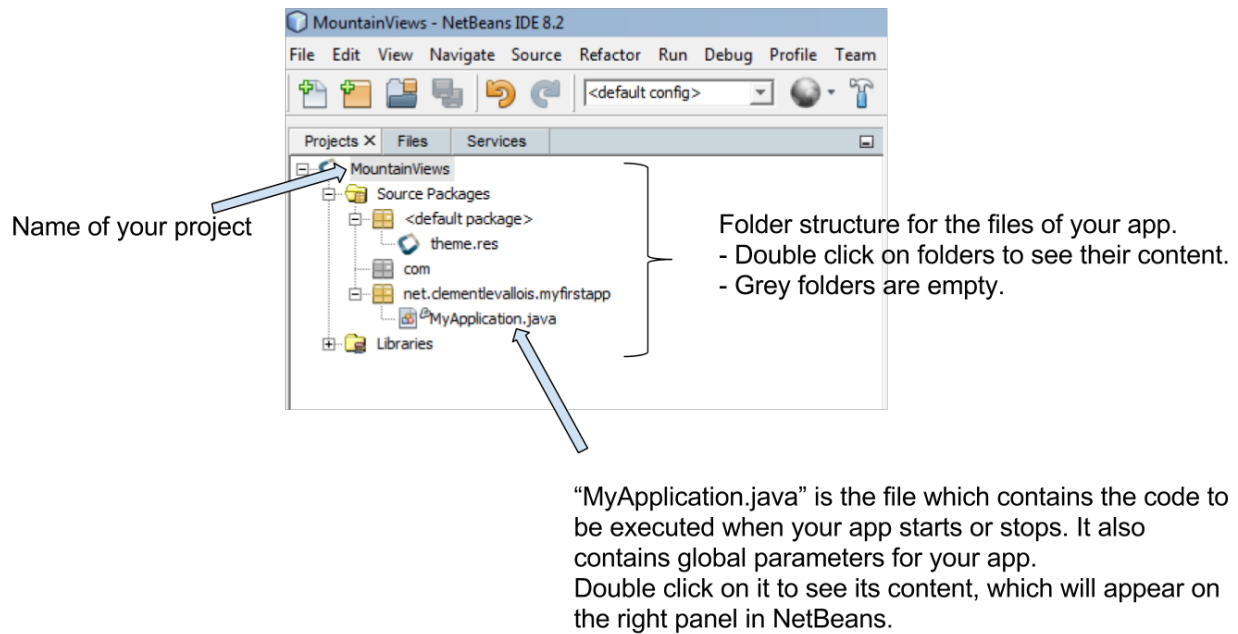 MountainViews - NetBeans IDE 8.2
File Edit View Navigate Source Refactor Run Debug Profile Team
<default config>
Projects X Files Services
MountainViews
Source Packages
<default package>
theme.res
com
net.clementlevallois.myfirstapp
MyApplication.java
Libraries
Name of your project
Folder structure for the files of your app.
- Double click on folders to see their content.
- Grey folders are empty.
“MyApplication.java” is the file which contains the code to
be executed when your app starts or stops. It also
contains global parameters for your app.
Double click on it to see its content, which will appear on
the right panel in NetBeans.